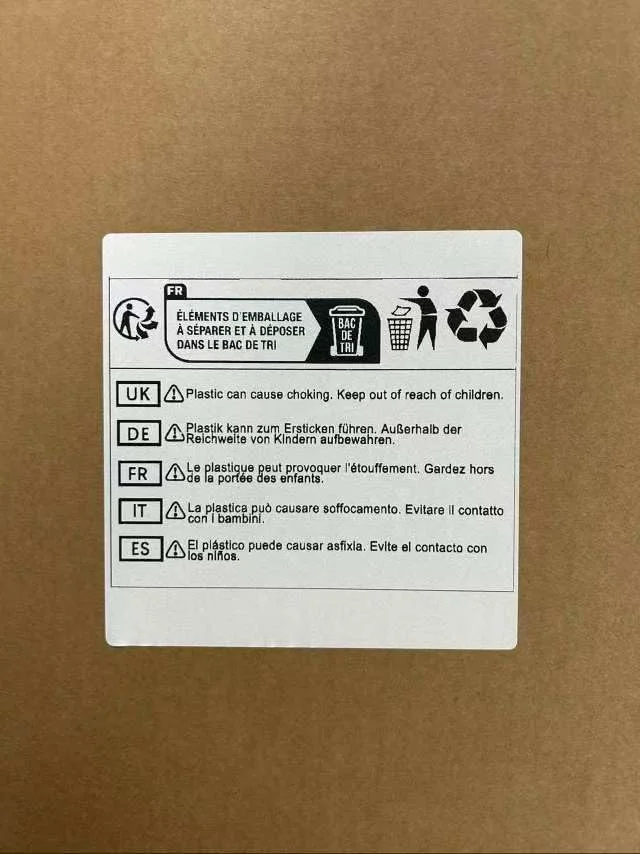 FR
ÉLÉMENTS D'EMBALLAGE
À SÉPARER ET À DÉPOSER
DANS LE BAC DE TRI
BAC
DE
TRI
UK Plastic can cause choking. Keep out of reach of children.
DE Plastik kann zum Ersticken führen. Außerhalb der
Reichweite von Kindern aufbewahren.
FR Le plastique peut provoquer l'étouffement. Gardez hors
de la portée des enfants.
IT La plastica può causare soffocamento. Evitare il contatto
con i bambini.
ES El plástico puede causar asfixia. Evite el contacto con
los niños.